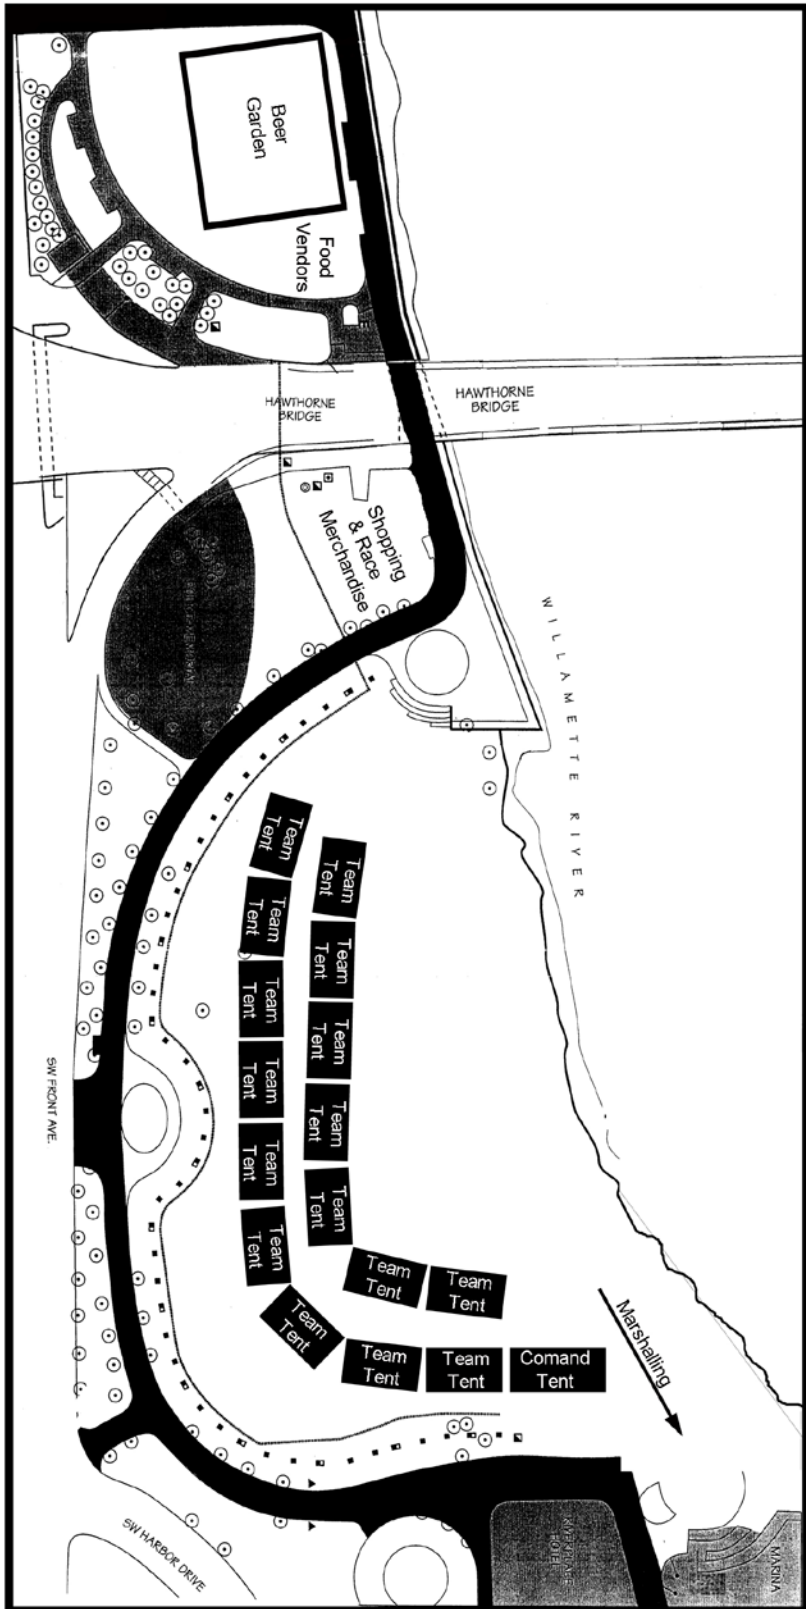 Beer
Garden
Food
Vendors
HAWTHORNE
BRIDGE
HAWTHORNE
BRIDGE
Shopping
& Race
Merchandise
WILLAMETTE RIVER
Team
Tent
Team
Tent
Team
Tent
Team
Tent
Team
Tent
Team
Tent
Team
Tent
Team
Tent
Team
Tent
Team
Tent
Team
Tent
SW FRONT AVE.
Team
Tent
Team
Tent
Team
Tent
Team
Tent
Team
Tent
Comand
Tent
Marshalling
SW HARBOR DRIVE
RIVERPLACE
HOTEL
MARINA